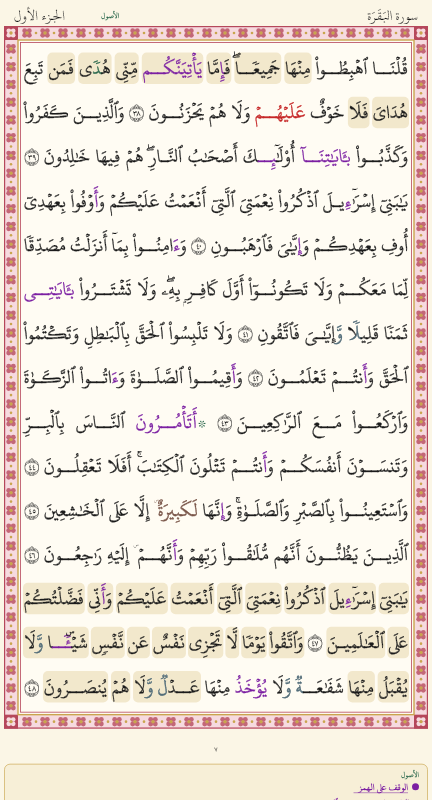 سورة البَقَرَة
الأصول
الجزء الأول
قُلۡنَا ٱهۡبِطُواْ مِنۡهَا جَمِيعٗاۖ فَإِمَّا يَأۡتِيَنَّكُم مِّنِّي هُدٗى فَمَن تَبِعَ
هُدَايَ فَلَا خَوۡفٌ عَلَيۡهِمۡ وَلَا هُمۡ يَحۡزَنُونَ ٣٨ وَٱلَّذِينَ كَفَرُواْ
وَكَذَّبُواْ بِـَٔايَٰتِنَآ أُوْلَٰٓئِكَ أَصۡحَٰبُ ٱلنَّارِۖ هُمۡ فِيهَا خَٰلِدُونَ ٣٩
يَٰبَنِيٓ إِسۡرَٰٓءِيلَ ٱذۡكُرُواْ نِعۡمَتِيَ ٱلَّتِيٓ أَنۡعَمۡتُ عَلَيۡكُمۡ وَأَوۡفُواْ بِعَهۡدِيٓ
أُوفِ بِعَهۡدِكُمۡ وَإِيَّٰيَ فَٱرۡهَبُونِ ٤٠ وَءَامِنُواْ بِمَآ أَنزَلۡتُ مُصَدِّقٗا
لِّمَا مَعَكُمۡ وَلَا تَكُونُوٓاْ أَوَّلَ كَافِرِۭ بِهِۦۖ وَلَا تَشۡتَرُواْ بِـَٔايَٰتِي
ثَمَنٗا قَلِيلٗا وَإِيَّٰيَ فَٱتَّقُونِ ٤١ وَلَا تَلۡبِسُواْ ٱلۡحَقَّ بِٱلۡبَٰطِلِ وَتَكۡتُمُواْ
ٱلۡحَقَّ وَأَنتُمۡ تَعۡلَمُونَ ٤٢ وَأَقِيمُواْ ٱلصَّلَوٰةَ وَءَاتُواْ ٱلزَّكَوٰةَ
وَٱرۡكَعُواْ مَعَ ٱلرَّٰكِعِينَ ٤٣ ۞ أَتَأۡمُرُونَ ٱلنَّاسَ بِٱلۡبِرِّ
وَتَنسَوۡنَ أَنفُسَكُمۡ وَأَنتُمۡ تَتۡلُونَ ٱلۡكِتَٰبَۚ أَفَلَا تَعۡقِلُونَ ٤٤
وَٱسۡتَعِينُواْ بِٱلصَّبۡرِ وَٱلصَّلَوٰةِۚ وَإِنَّهَا لَكَبِيرَةٌ إِلَّا عَلَى ٱلۡخَٰشِعِينَ ٤٥
ٱلَّذِينَ يَظُنُّونَ أَنَّهُم مُّلَٰقُواْ رَبِّهِمۡ وَأَنَّهُمۡ إِلَيۡهِ رَٰجِعُونَ ٤٦
يَٰبَنِيٓ إِسۡرَٰٓءِيلَ ٱذۡكُرُواْ نِعۡمَتِيَ ٱلَّتِيٓ أَنۡعَمۡتُ عَلَيۡكُمۡ وَأَنِّي فَضَّلۡتُكُمۡ
عَلَى ٱلۡعَٰلَمِينَ ٤٧ وَٱتَّقُواْ يَوۡمٗا لَّا تَجۡزِي نَفۡسٌ عَن نَّفۡسٖ شَيۡـٔٗا وَلَا
يُقۡبَلُ مِنۡهَا شَفَٰعَةٞ وَلَا يُؤۡخَذُ مِنۡهَا عَدۡلٞ وَلَا هُمۡ يُنصَرُونَ ٤٨
٧
الأصول
الوقف على الهمز